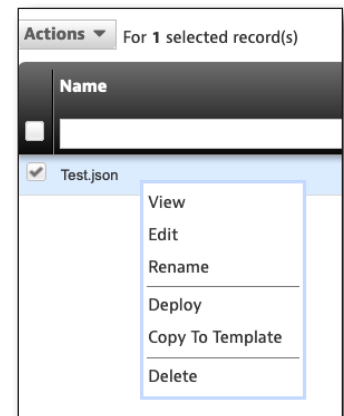 Actions For 1 selected record(s)
Name
Test.json
View
Edit
Rename
Deploy
Copy To Template
Delete